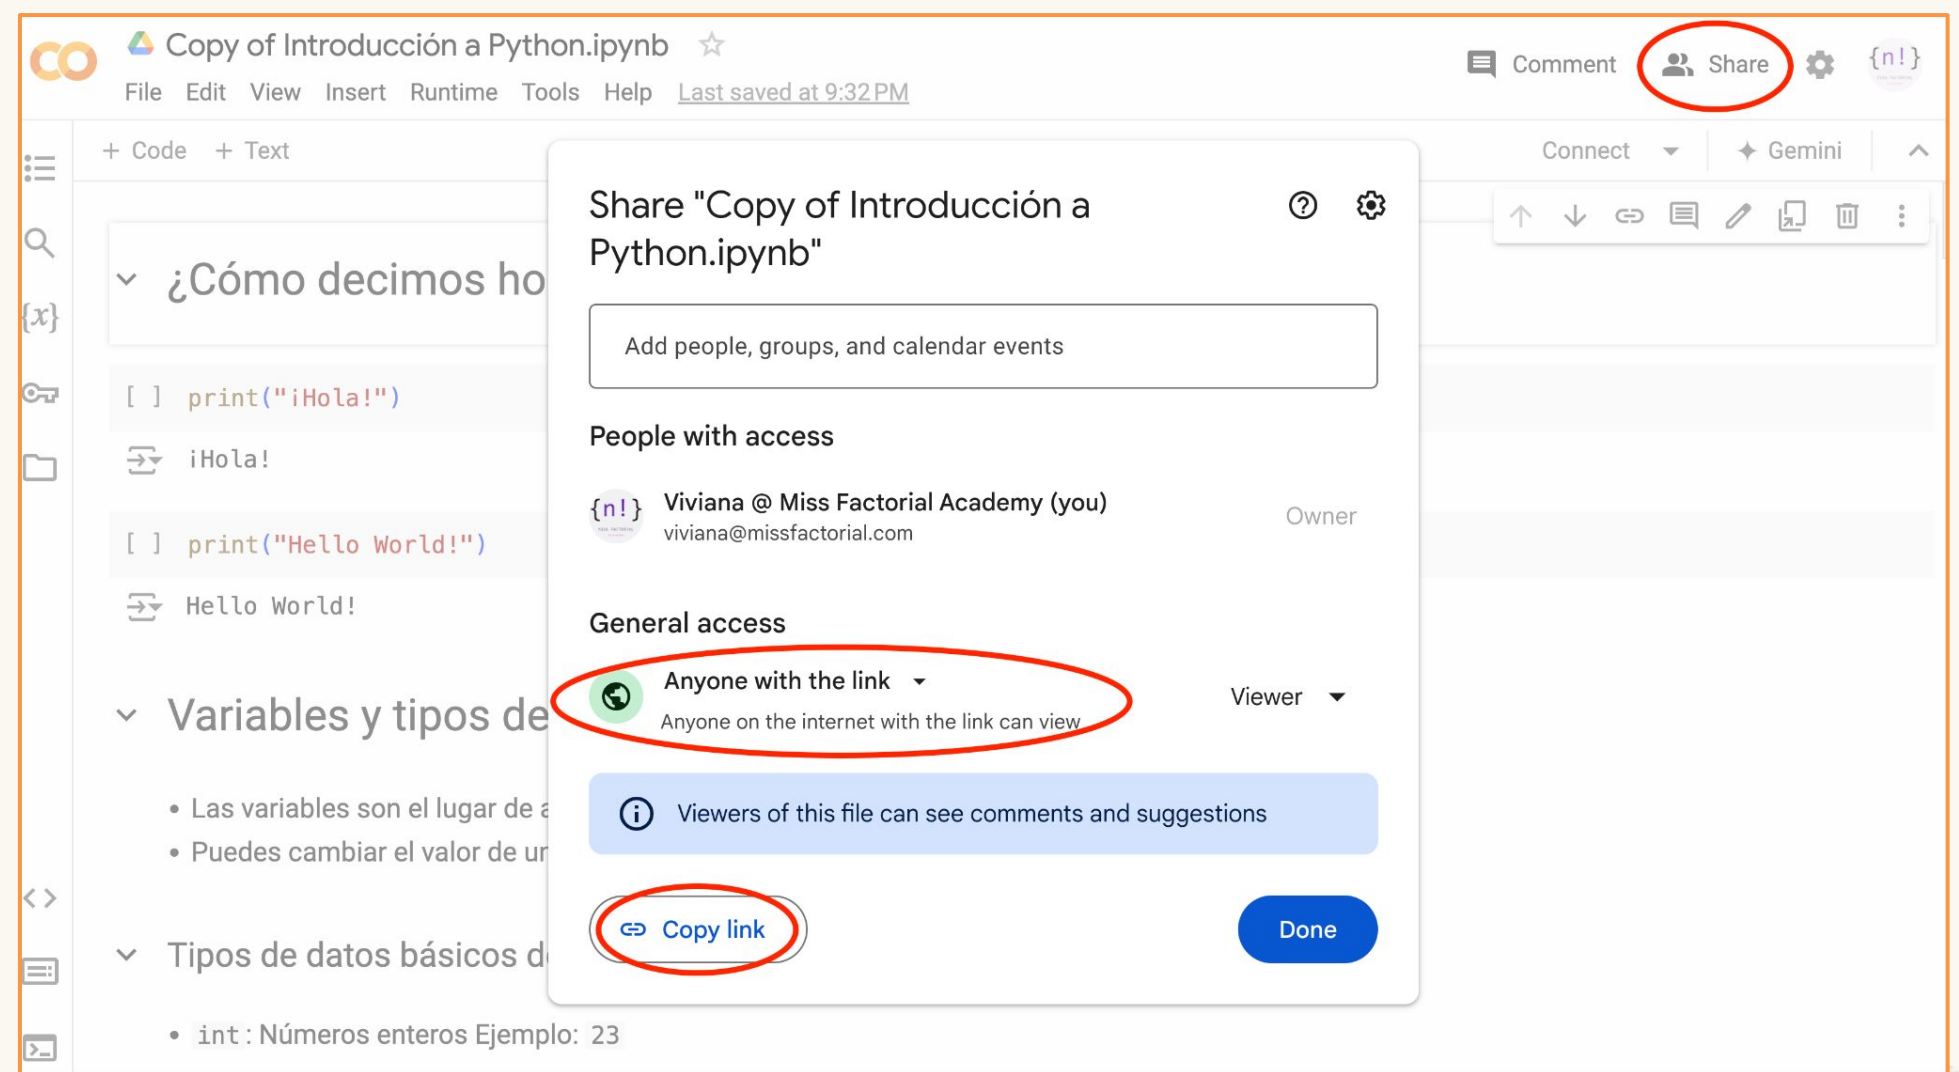 Copy of Introducción a Python.ipynb
Comment
Share
{n!}
File Edit View Insert Runtime Tools Help Last saved at 9:32 PM
+ Code + Text
Connect
Gemini
Share "Copy of Introducción a
Python.ipynb"
¿Cómo decimos ho
{x}
Add people, groups, and calendar events
[ ] print("¡Hola!")
¡Hola!
People with access
{n!}
Viviana @ Miss Factorial Academy (you)
viviana@missfactorial.com
Owner
[ ] print("Hello World!")
Hello World!
General access
Anyone with the link
Anyone on the internet with the link can view
Viewer
Variables y tipos de
Viewers of this file can see comments and suggestions
• Las variables son el lugar de a
• Puedes cambiar el valor de un
Copy link
Done
Tipos de datos básicos d
• int: Números enteros Ejemplo: 23